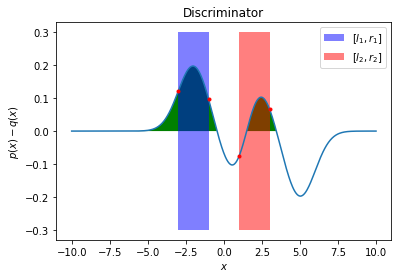 Discriminator
[l₁, r₁]
[l₂, r₂]
0.3
0.2
0.1
0.0
−0.1
−0.2
−0.3
p(x) − q(x)
−10.0 −7.5 −5.0 −2.5 0.0 2.5 5.0 7.5 10.0
x